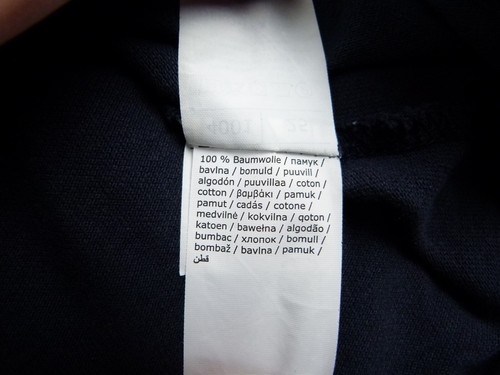 100 % Baumwolle / памук /
bavlna / bomuld / puuvill /
algodón / puuvillaa / coton /
cotton / βαμβάκι / pamuk /
pamut / cadás / cotone /
medvilnė / kokvilna / qoton /
katoen / bawełna / algodão /
bumbac / хлопок / bomull /
bombaž / bavlna / pamuk /
قطن